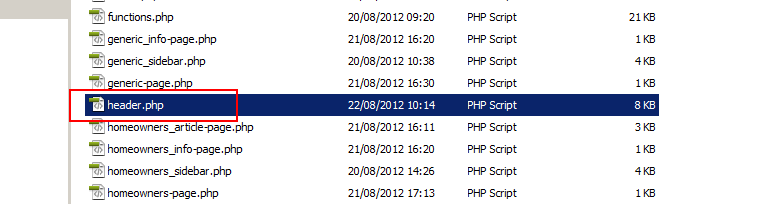 functions.php 20/08/2012 09:20 PHP Script 21 KB
generic_info-page.php 21/08/2012 16:20 PHP Script 1 KB
generic_sidebar.php 20/08/2012 10:38 PHP Script 4 KB
generic-page.php 21/08/2012 16:30 PHP Script 1 KB
header.php 22/08/2012 10:14 PHP Script 8 KB
homeowners_article-page.php 21/08/2012 16:11 PHP Script 3 KB
homeowners_info-page.php 21/08/2012 16:20 PHP Script 1 KB
homeowners_sidebar.php 20/08/2012 14:26 PHP Script 4 KB
homeowners-page.php 21/08/2012 17:13 PHP Script 1 KB